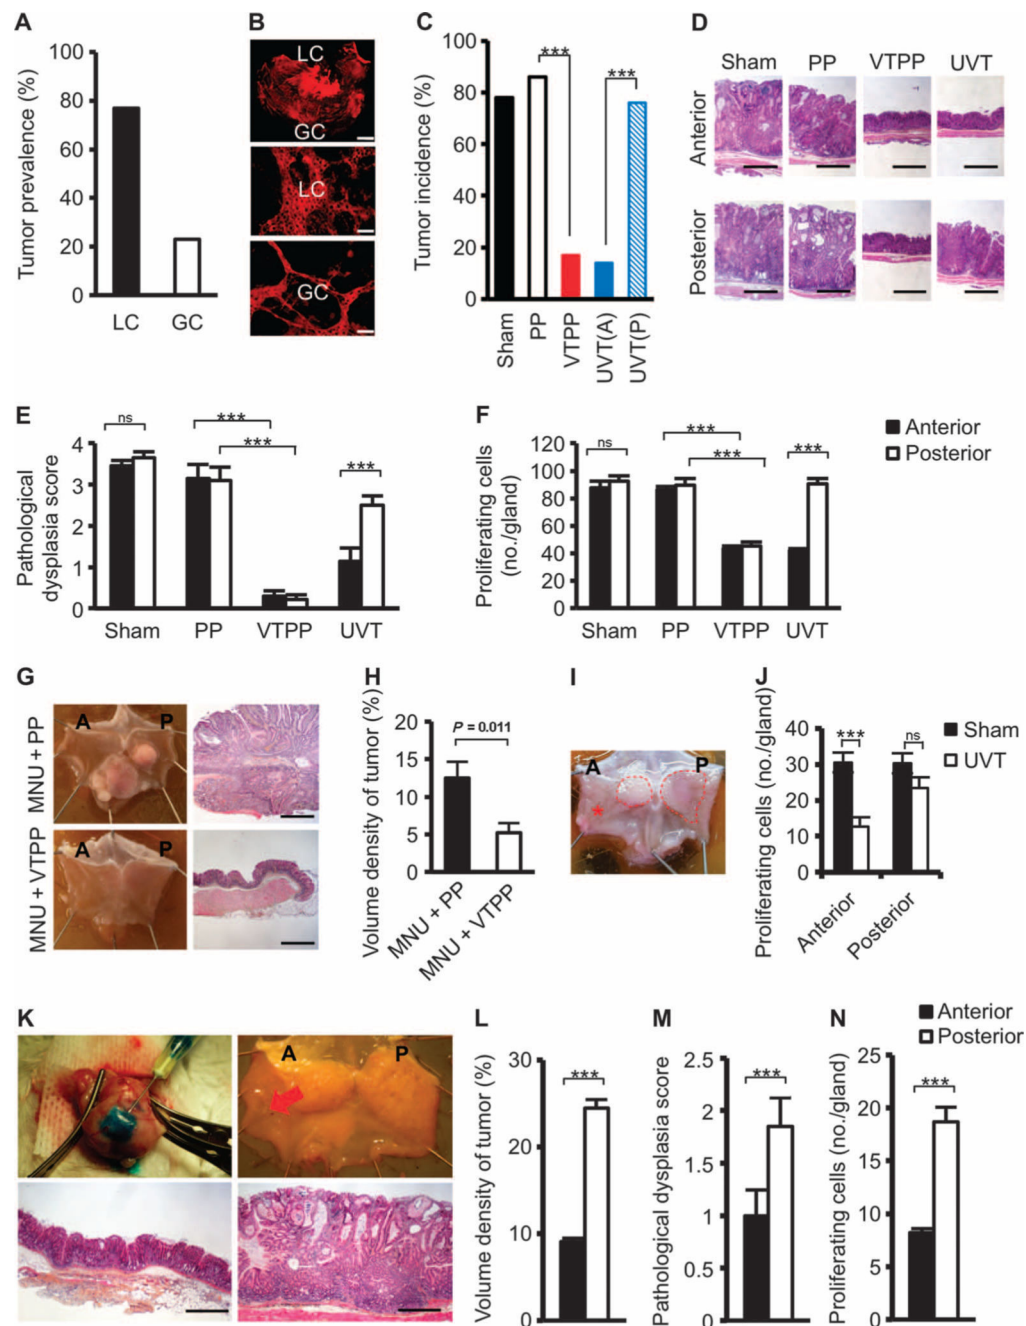 A
Tumor prevalence (%)
100
80
60
40
20
0
LC
GC
B
LC
GC
LC
GC
C
Tumor incidence (%)
100
80
60
40
20
0
***
***
Sham
PP
VTPP
UVT(A)
UVT(P)
D
Sham
PP
VTPP
UVT
Anterior
Posterior
E
Pathological
dysplasia score
4
3
2
1
0
ns
***
***
***
Sham
PP
VTPP
UVT
F
Proliferating cells
(no./gland)
120
100
80
60
40
20
0
ns
***
***
***
Sham
PP
VTPP
UVT
Anterior
Posterior
G
MNU + PP
A
P
MNU + VTPP
A
P
H
Volume density of tumor (%)
20
15
10
5
0
P = 0.011
MNU + PP
MNU + VTPP
I
A
P
*
J
Proliferating cells (no./gland)
40
30
20
10
0
***
ns
Anterior
Posterior
Sham
UVT
K
A
P
L
Volume density of tumor (%)
30
20
10
0
***
M
Pathological dysplasia score
2.5
2
1.5
1
0.5
0
***
N
Anterior
Posterior
Proliferating cells (no./gland)
25
20
15
10
5
0
***